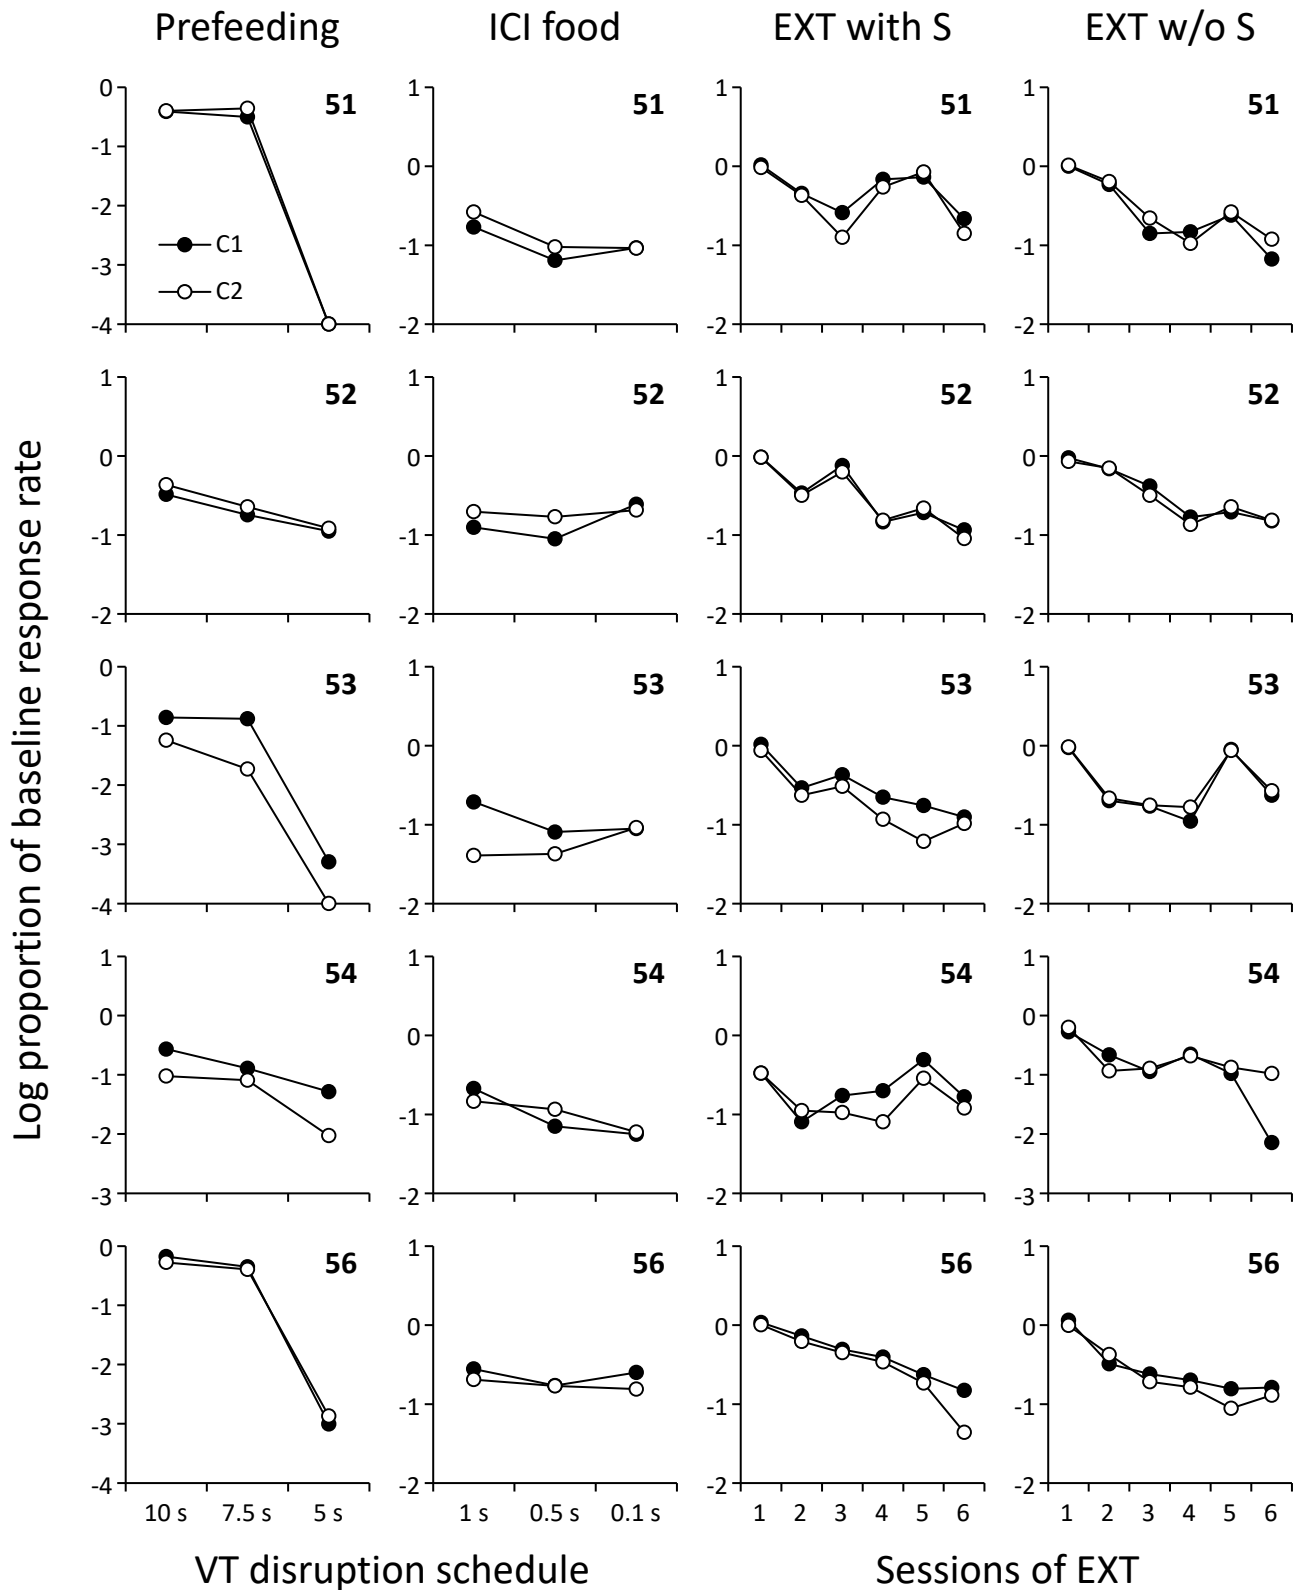 Prefeeding ICI food EXT with S EXT w/o S
Log proportion of baseline response rate
0 -1 -2 -3 -4 51 C1 C2
1 0 -1 -2 51
1 0 -1 -2 51
1 0 -1 -2 51
1 0 -1 -2 52
1 0 -1 -2 52
1 0 -1 -2 52
1 0 -1 -2 52
0 -1 -2 -3 -4 53
1 0 -1 -2 53
1 0 -1 -2 53
1 0 -1 -2 53
1 0 -1 -2 -3 54
1 0 -1 -2 54
1 0 -1 -2 54
1 0 -1 -2 -3 54
0 -1 -2 -3 -4 56
1 0 -1 -2 56
1 0 -1 -2 56
1 0 -1 -2 56
10 s 7.5 s 5 s 1 s 0.5 s 0.1 s 1 2 3 4 5 6 1 2 3 4 5 6
VT disruption schedule Sessions of EXT